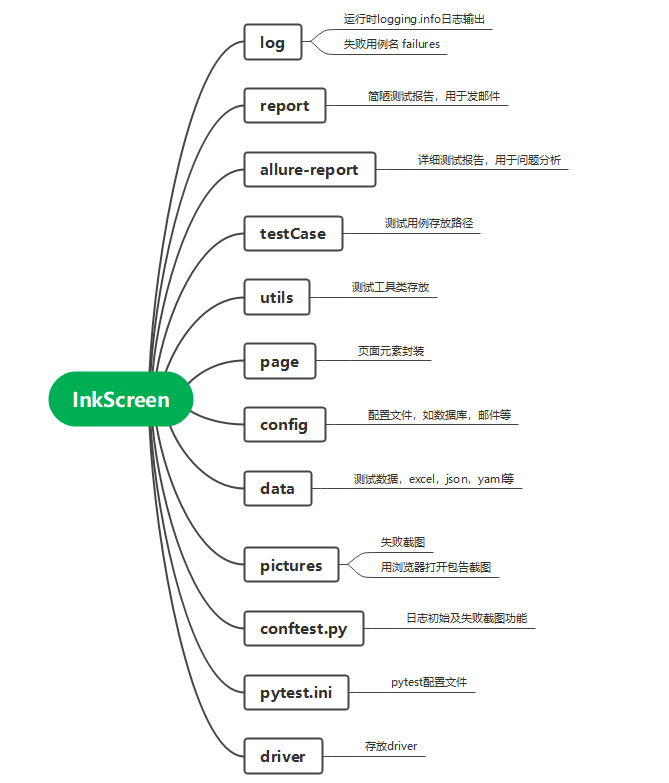 运行时logging.info日志输出
log
失败用例名 failures
report
简陋测试报告，用于发邮件
allure-report
详细测试报告，用于问题分析
testCase
测试用例存放路径
utils
测试工具类存放
page
页面元素封装
InkScreen
config
配置文件，如数据库，邮件等
data
测试数据，excel，json，yaml等
pictures
失败截图
用浏览器打开包告截图
conftest.py
日志初始及失败截图功能
pytest.ini
pytest配置文件
driver
存放driver